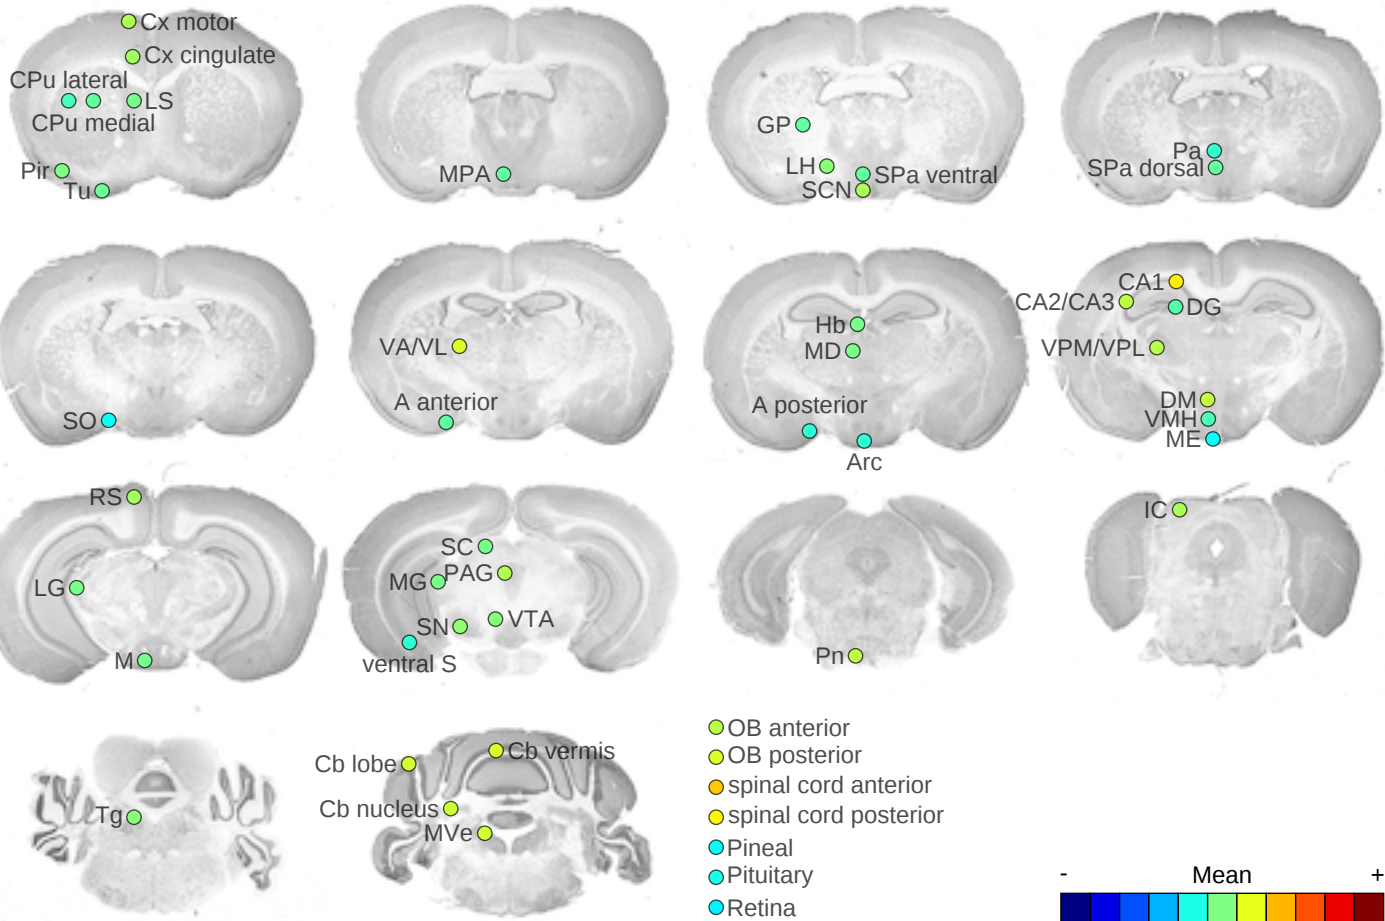 Cx motor
Cx cingulate
CPu lateral
LS
CPu medial
Pir
Tu
MPA
GP
LH
SPa ventral
SCN
Pa
SPa dorsal
SO
VA/VL
A anterior
Hb
MD
A posterior
Arc
CA1
CA2/CA3
DG
VPM/VPL
DM
VMH
ME
RS
LG
M
SC
MG
PAG
SN
VTA
ventral S
Pn
IC
Tg
Cb lobe
Cb vermis
Cb nucleus
MVe
OB anterior
OB posterior
spinal cord anterior
spinal cord posterior
Pineal
Pituitary
Retina
- Mean +